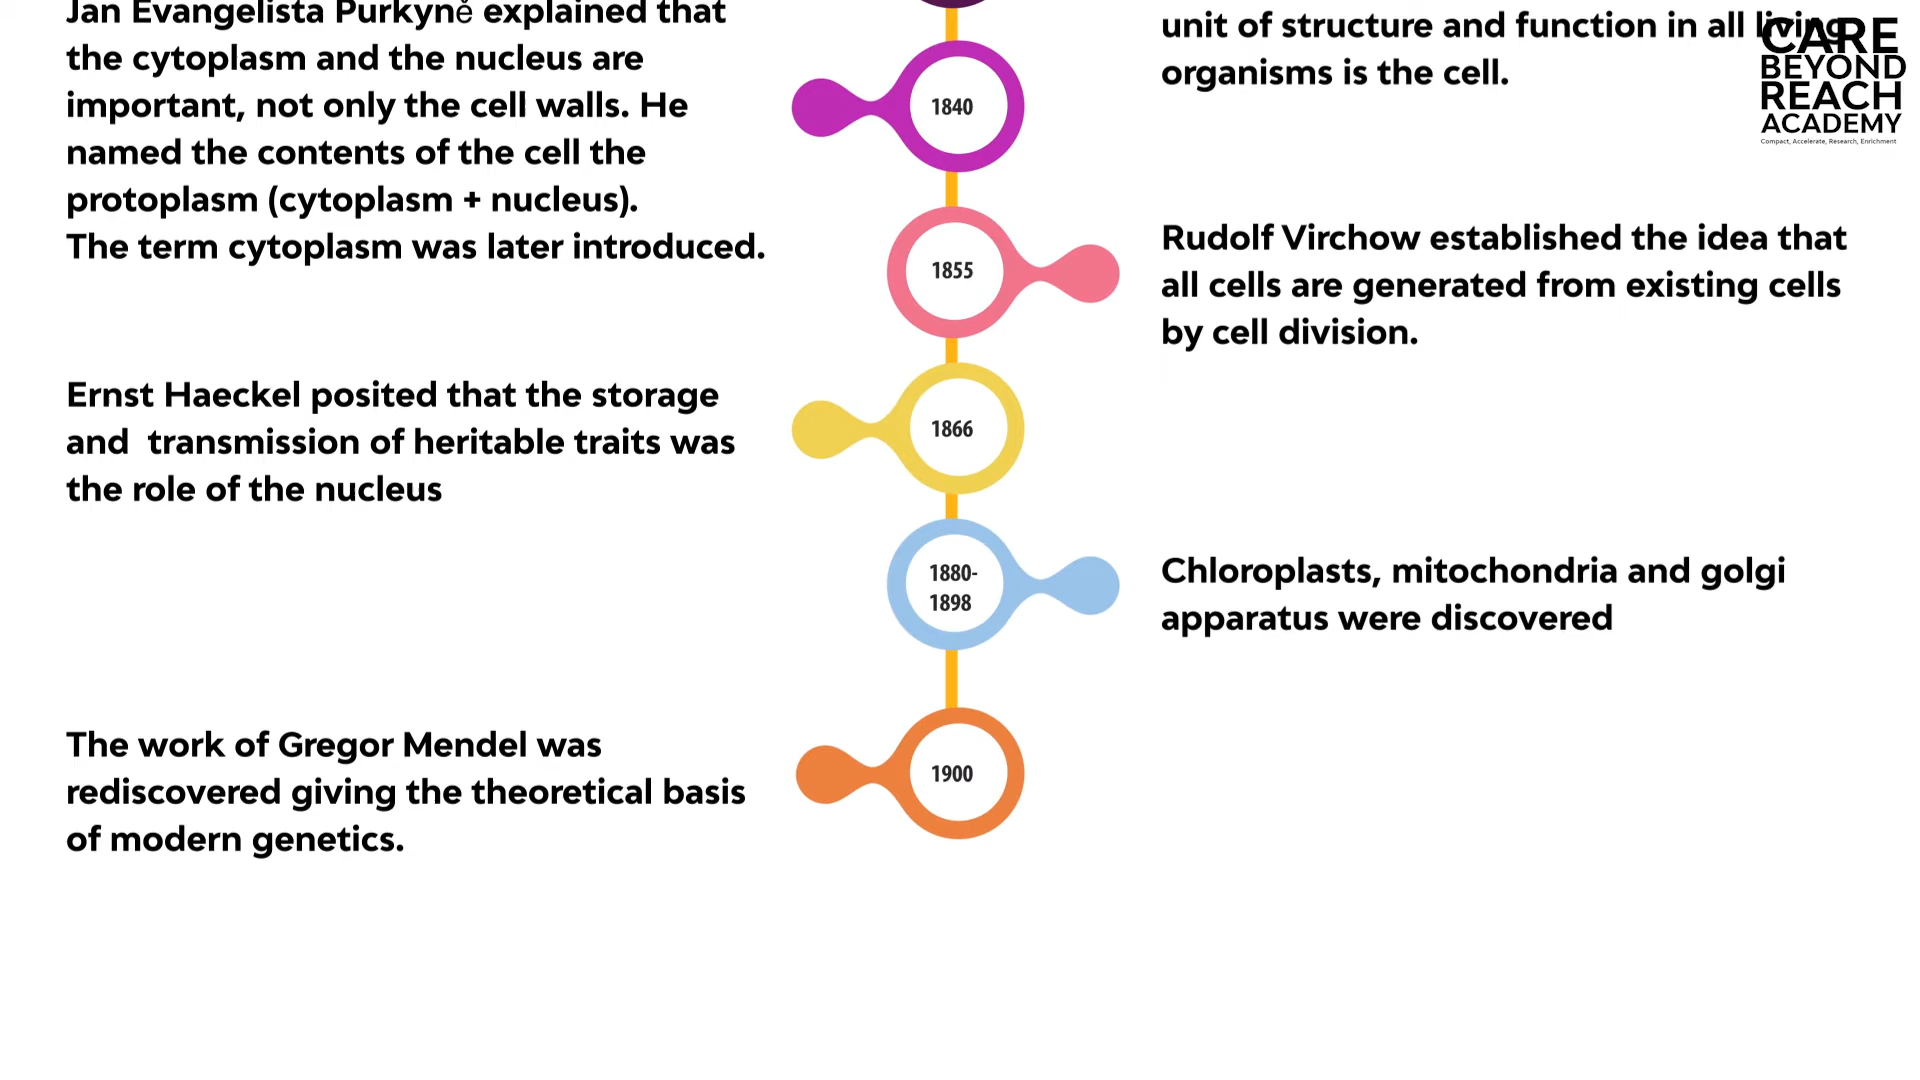 Jan Evangelista Purkyně explained that
the cytoplasm and the nucleus are
important, not only the cell walls. He
named the contents of the cell the
protoplasm (cytoplasm + nucleus).
The term cytoplasm was later introduced.
1840
unit of structure and function in all living
organisms is the cell.
CARE
BEYOND
REACH
ACADEMY
Compact, Accelerate, Research, Enrichment
1855
Rudolf Virchow established the idea that
all cells are generated from existing cells
by cell division.
Ernst Haeckel posited that the storage
and  transmission of heritable traits was
the role of the nucleus
1866
1880-
1898
Chloroplasts, mitochondria and golgi
apparatus were discovered
The work of Gregor Mendel was
rediscovered giving the theoretical basis
of modern genetics.
1900